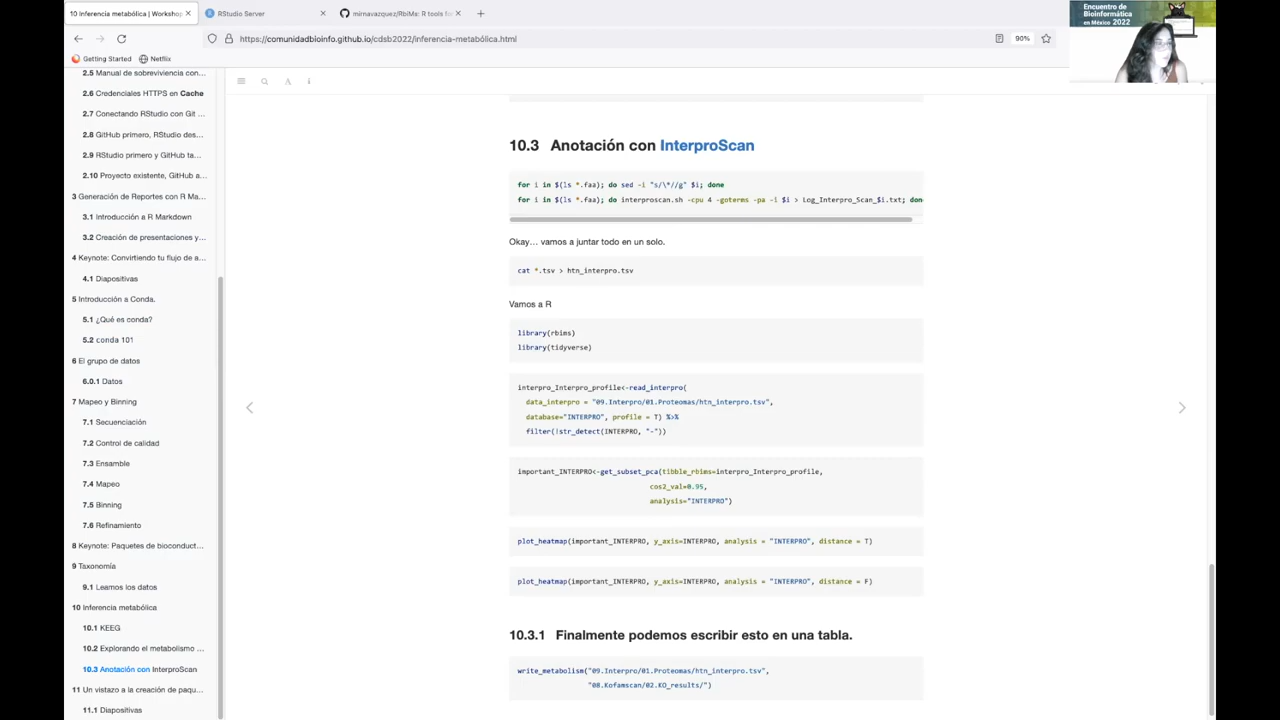 10 Inferencia metabólica | Workshop
RStudio Server
mirnavazquez/RbiMs: R tools fo
https://comunidadbioinfo.github.io/cdsb2022/inferencia-metabólica.html
90%
Getting Started
Netflix
Encuentro de
Bioinformática
en México 2022
2.5 Manual de sobreviviencia con...
2.6 Credenciales HTTPS en Cache
2.7 Conectando RStudio con Git ...
2.8 GitHub primero, RStudio des...
2.9 RStudio primero y GitHub ta...
2.10 Proyecto existente, GitHub a...
3 Generación de Reportes con R Ma...
3.1 Introducción a R Markdown
3.2 Creación de presentaciones y...
4 Keynote: Convirtiendo tu flujo de a...
4.1 Diapositivas
5 Introducción a Conda.
5.1 ¿Qué es conda?
5.2 conda 101
6 El grupo de datos
6.0.1 Datos
7 Mapeo y Binning
7.1 Secuenciación
7.2 Control de calidad
7.3 Ensamble
7.4 Mapeo
7.5 Binning
7.6 Refinamiento
8 Keynote: Paquetes de bioconduct...
9 Taxonomía
9.1 Leamos los datos
10 Inferencia metabólica
10.1 KEEG
10.2 Explorando el metabolismo ...
10.3 Anotación con InterproScan
11 Un vistazo a la creación de paqu...
11.1 Diapositivas
10.3 Anotación con InterproScan
for i in $(ls *.faa); do sed -i "s/\*//g" $i; done
for i in $(ls *.faa); do interproscan.sh -cpu 4 -goterms -pa -i $i > Log_Interpro_Scan_$i.txt; don
Okay... vamos a juntar todo en un solo.
cat *.tsv > htn_interpro.tsv
Vamos a R
library(rbims)
library(tidyverse)
interpro_Interpro_profile<-read_interpro(
data_interpro = "09.Interpro/01.Proteomas/htn_interpro.tsv",
database="INTERPRO", profile = T) %>%
filter(!str_detect(INTERPRO, "-"))
important_INTERPRO<-get_subset_pca(tibble_rbims=interpro_Interpro_profile,
cos2_val=0.95,
analysis="INTERPRO")
plot_heatmap(important_INTERPRO, y_axis=INTERPRO, analysis = "INTERPRO", distance = T)
plot_heatmap(important_INTERPRO, y_axis=INTERPRO, analysis = "INTERPRO", distance = F)
10.3.1 Finalmente podemos escribir esto en una tabla.
write_metabolism("09.Interpro/01.Proteomas/htn_interpro.tsv",
"08.Kofamscan/02.KO_results/")